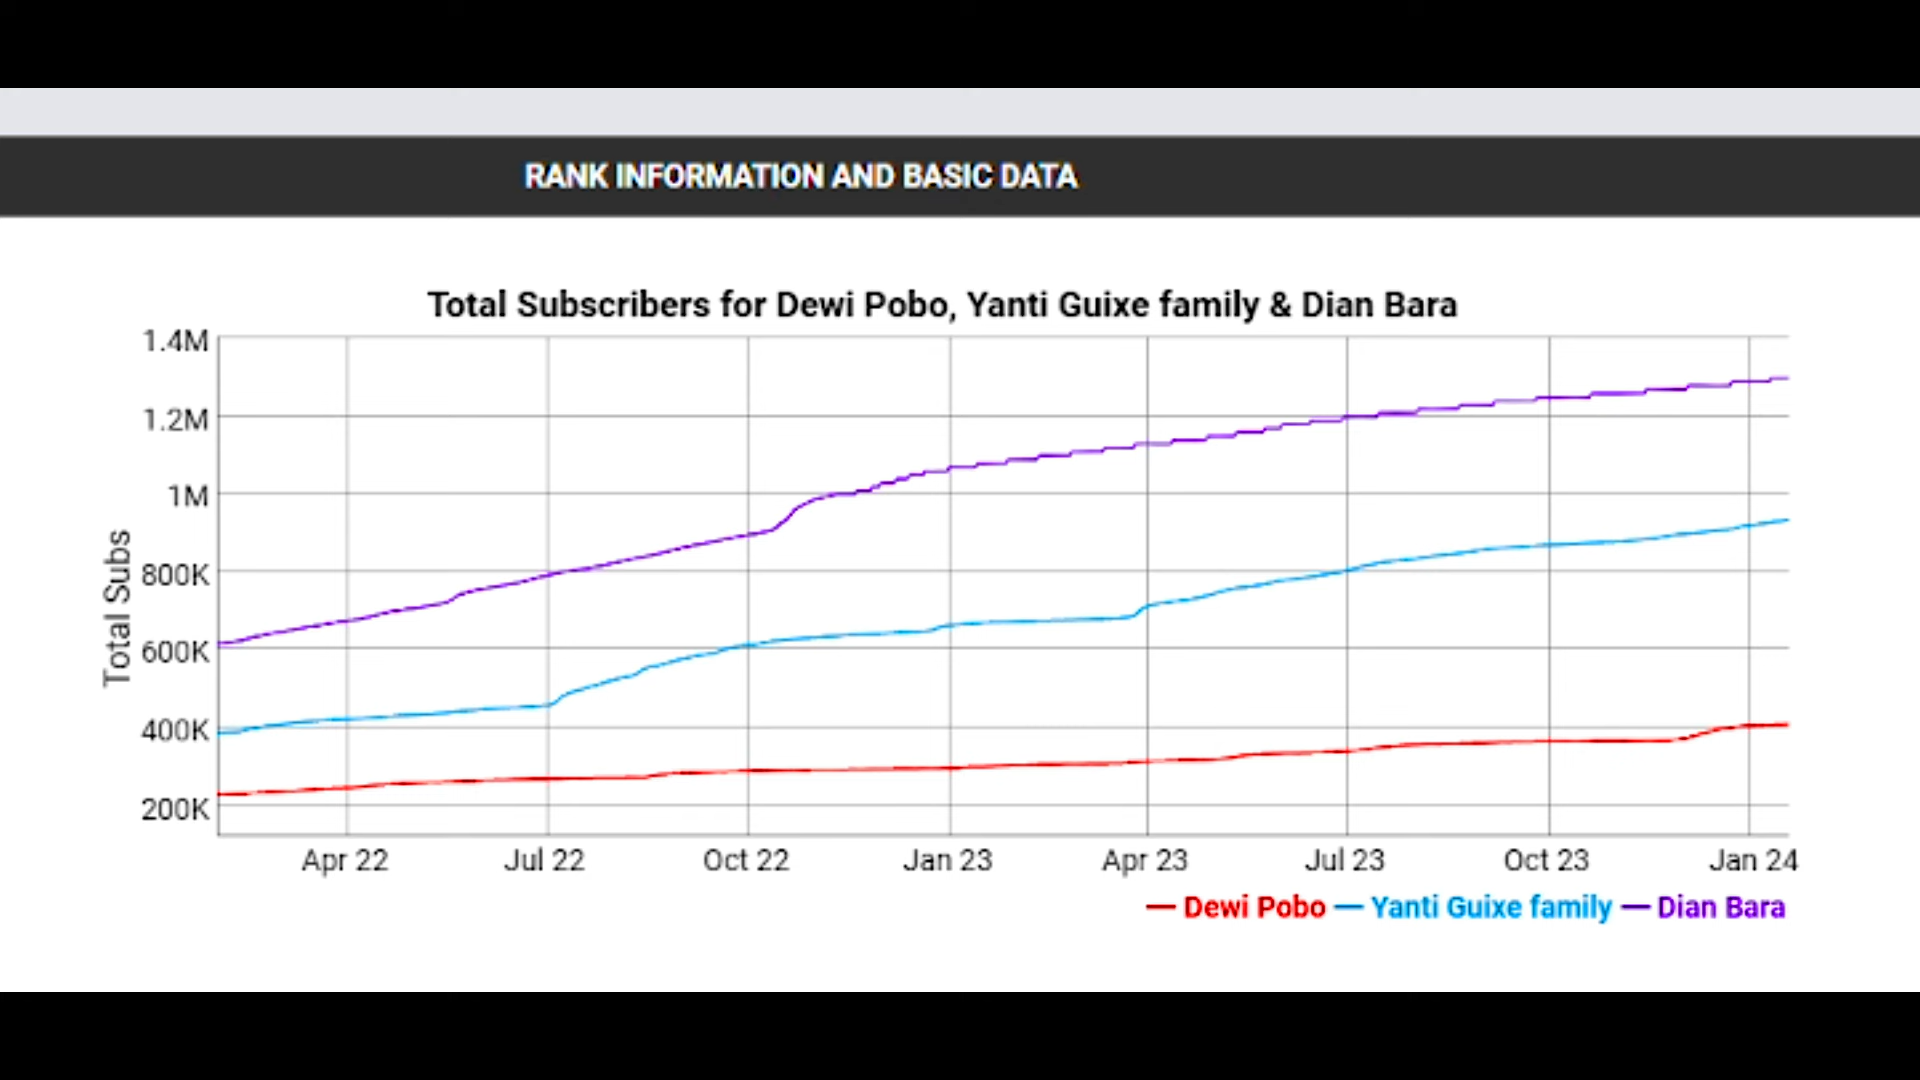 RANK INFORMATION AND BASIC DATA
Total Subscribers for Dewi Pobo, Yanti Guixe family & Dian Bara
1.4M
1.2M
1M
800K
600K
400K
200K
Total Subs
Apr 22 Jul 22 Oct 22 Jan 23 Apr 23 Jul 23 Oct 23 Jan 24
Dewi Pobo Yanti Guixe family Dian Bara